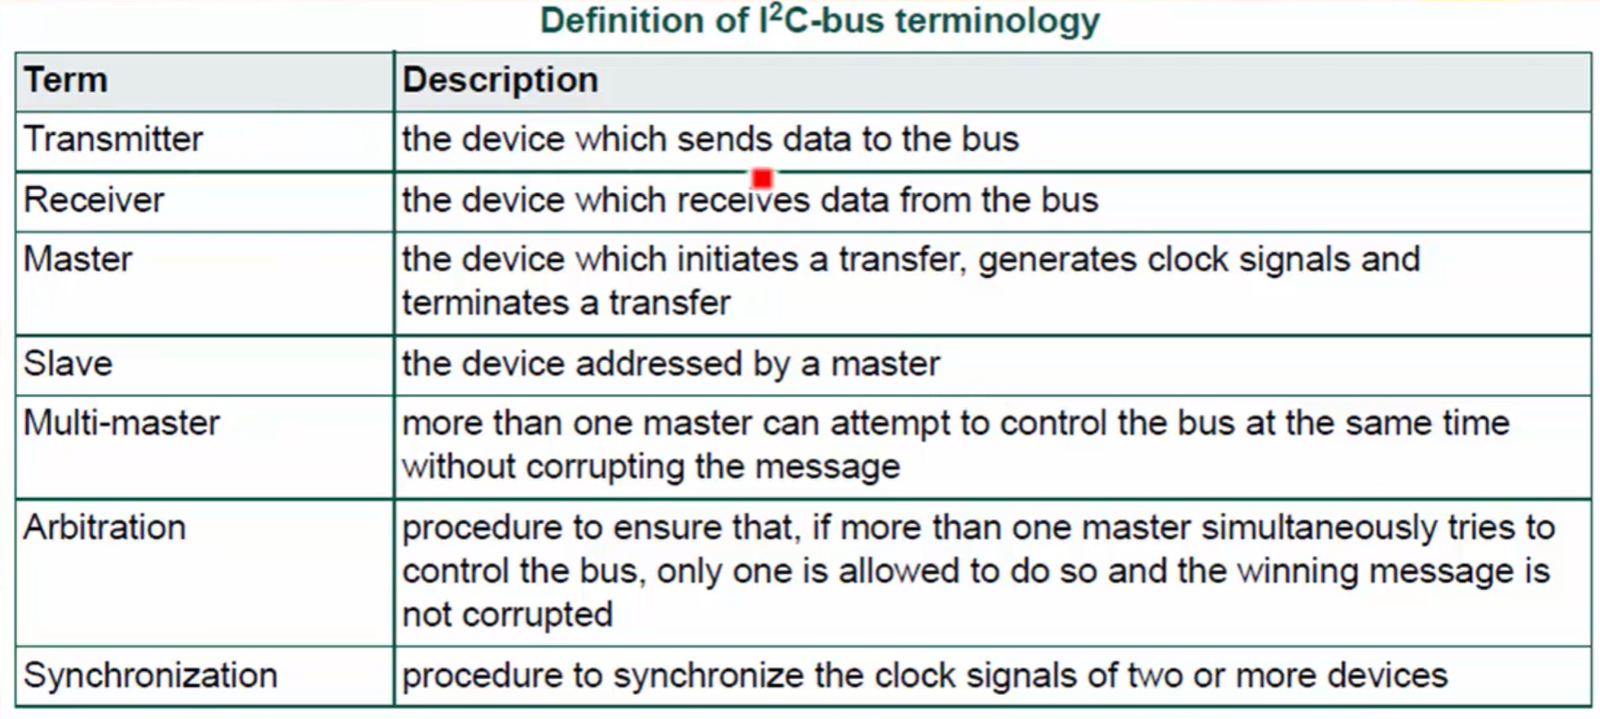 Definition of I²C-bus terminology
Term Description
Transmitter the device which sends data to the bus
Receiver the device which receives data from the bus
Master the device which initiates a transfer, generates clock signals and
terminates a transfer
Slave the device addressed by a master
Multi-master more than one master can attempt to control the bus at the same time
without corrupting the message
Arbitration procedure to ensure that, if more than one master simultaneously tries to
control the bus, only one is allowed to do so and the winning message is
not corrupted
Synchronization procedure to synchronize the clock signals of two or more devices